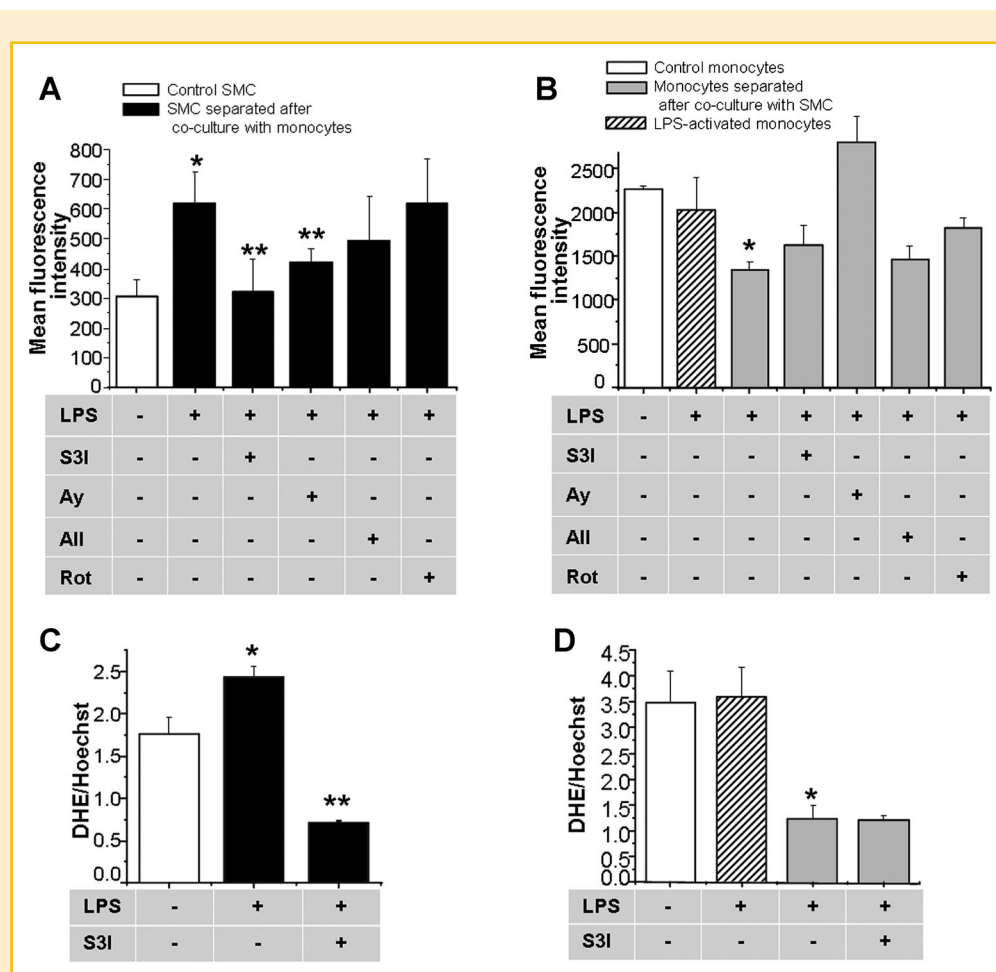 A
Control SMC
SMC separated after
co-culture with monocytes
*
**
**
Mean fluorescence
intensity
800
700
600
500
400
300
200
100
0
LPS - + + + + +
S3I - - + - - -
Ay - - - + - -
All - - - - + -
Rot - - - - - +
B
Control monocytes
Monocytes separated
after co-culture with SMC
LPS-activated monocytes
*
Mean fluorescence
intensity
2500
2000
1500
1000
500
0
LPS - + + + + + +
S3I - - - + - - -
Ay - - - - + - -
All - - - - - + -
Rot - - - - - - +
C
*
**
DHE/Hoechst
2.5
2.0
1.5
1.0
0.5
0.0
LPS - + +
S3I - - +
D
*
DHE/Hoechst
4.5
4.0
3.5
3.0
2.5
2.0
1.5
1.0
0.5
0.0
LPS - + + +
S3I - - - +